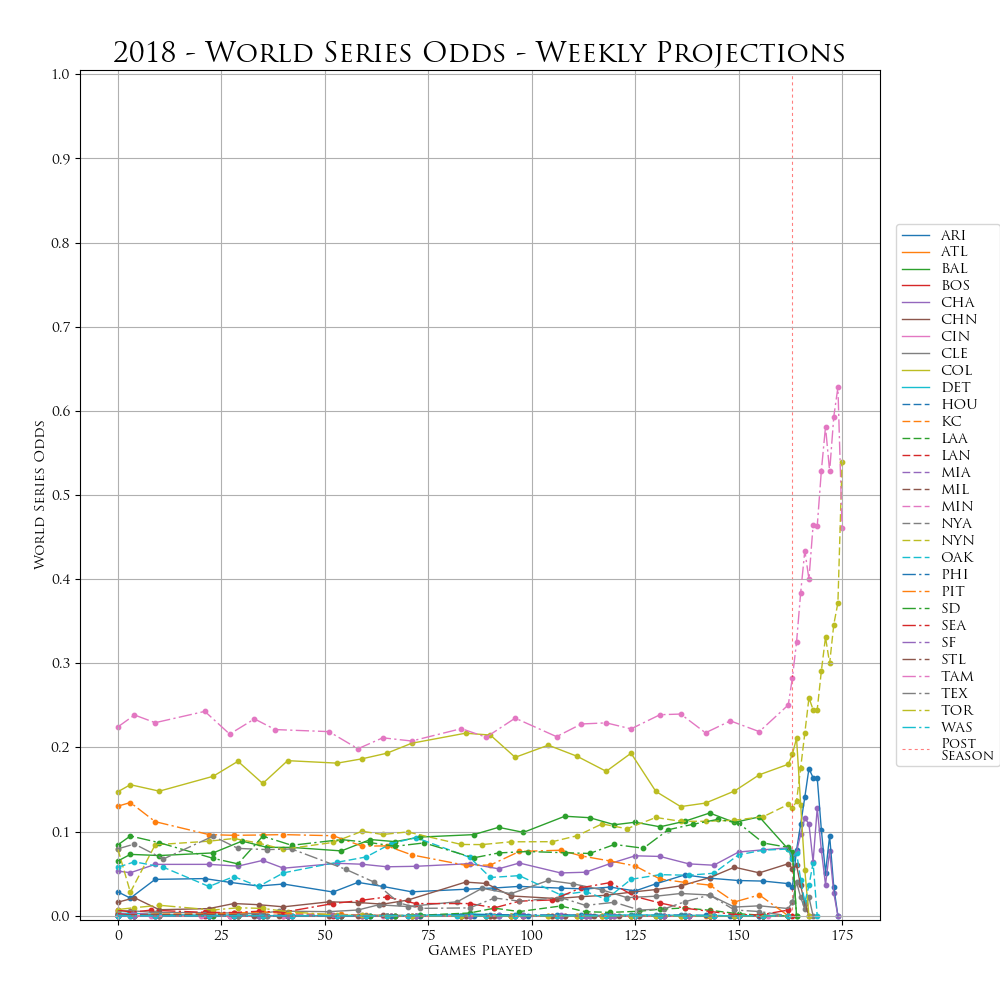 2018 - World Series Odds - Weekly Projections
1.0
0.9
0.8
0.7
0.6
0.5
0.4
0.3
0.2
0.1
0.0
World Series Odds
0 25 50 75 100 125 150 175
Games Played
ARI
ATL
BAL
BOS
CHA
CHN
CIN
CLE
COL
DET
HOU
KC
LAA
LAN
MIA
MIL
MIN
NYA
NYN
OAK
PHI
PIT
SD
SEA
SF
STL
TAM
TEX
TOR
WAS
Post
Season